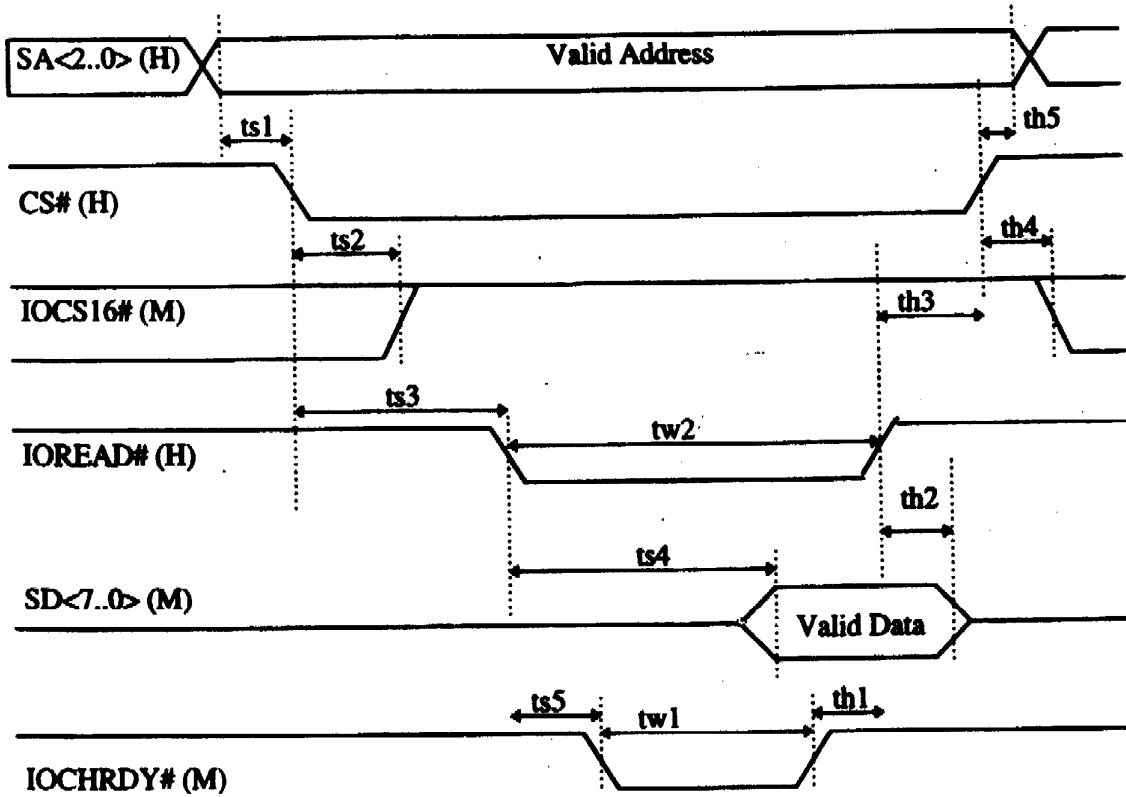 SA<2..0> (H)
Valid Address
ts1
th5
CS# (H)
ts2
th4
IOCS16# (M)
th3
ts3
tw2
IOREAD# (H)
th2
ts4
SD<7..0> (M)
Valid Data
ts5
tw1
th1
IOCHRDY# (M)